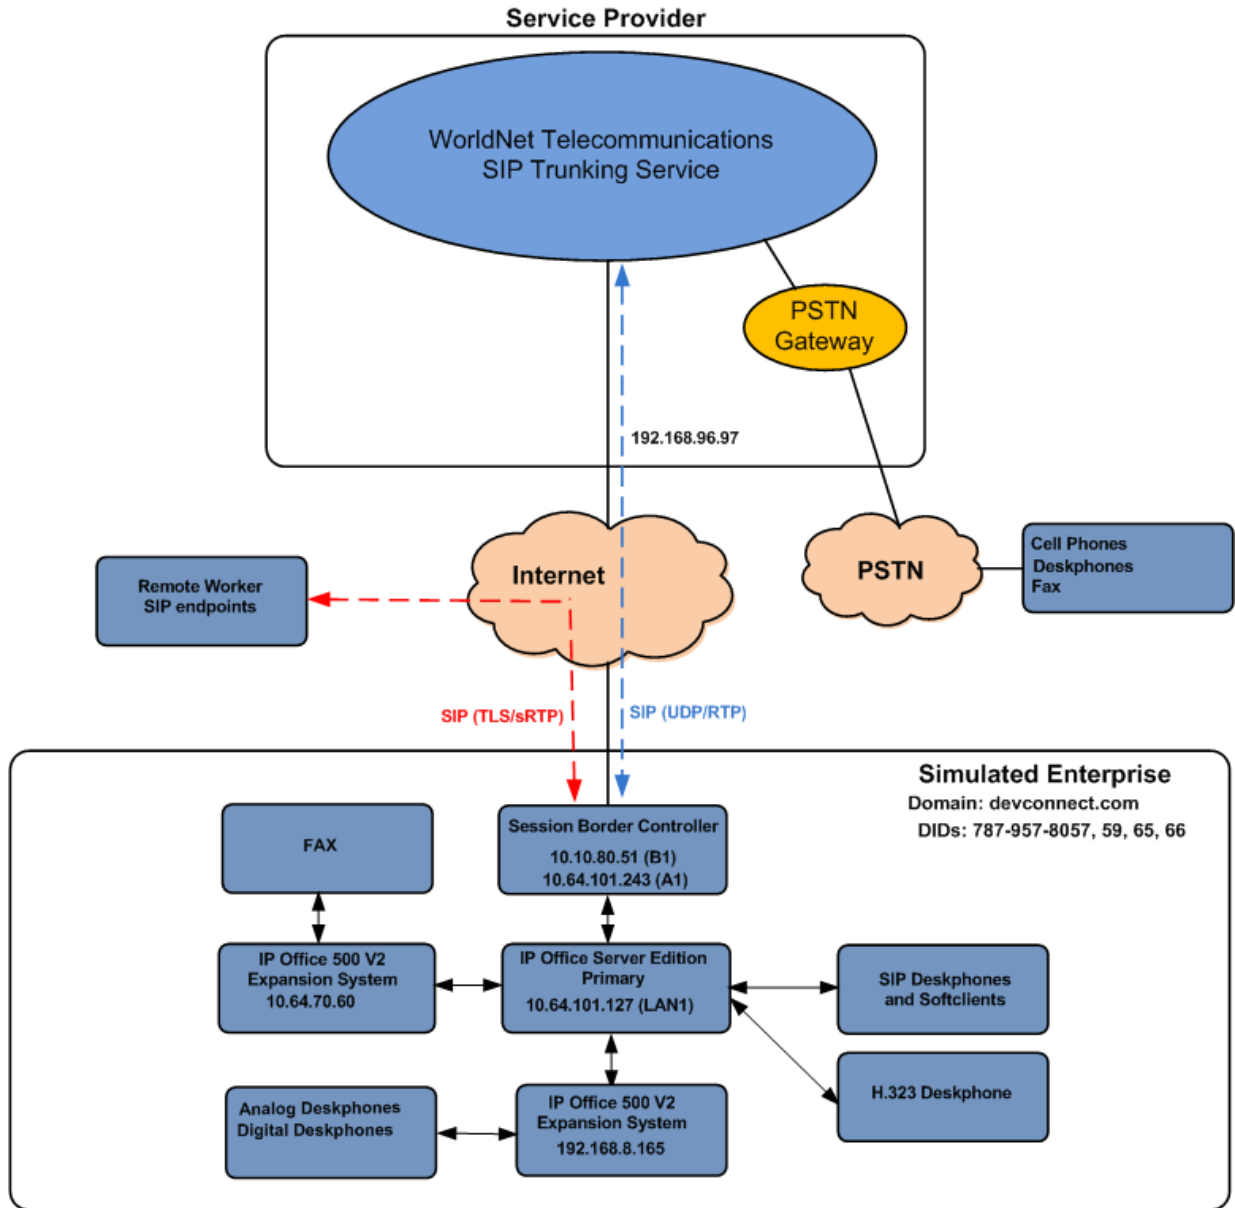 Service Provider
WorldNet Telecommunications
SIP Trunking Service
PSTN
Gateway
192.168.96.97
Internet
PSTN
Cell Phones
Deskphones
Fax
Remote Worker
SIP endpoints
SIP (TLS/sRTP)
SIP (UDP/RTP)
Simulated Enterprise
Domain: devconnect.com
DIDs: 787-957-8057, 59, 65, 66
FAX
Session Border Controller
10.10.80.51 (B1)
10.64.101.243 (A1)
IP Office 500 V2
Expansion System
10.64.70.60
IP Office Server Edition
Primary
10.64.101.127 (LAN1)
SIP Deskphones
and Softclients
H.323 Deskphone
Analog Deskphones
Digital Deskphones
IP Office 500 V2
Expansion System
192.168.8.165